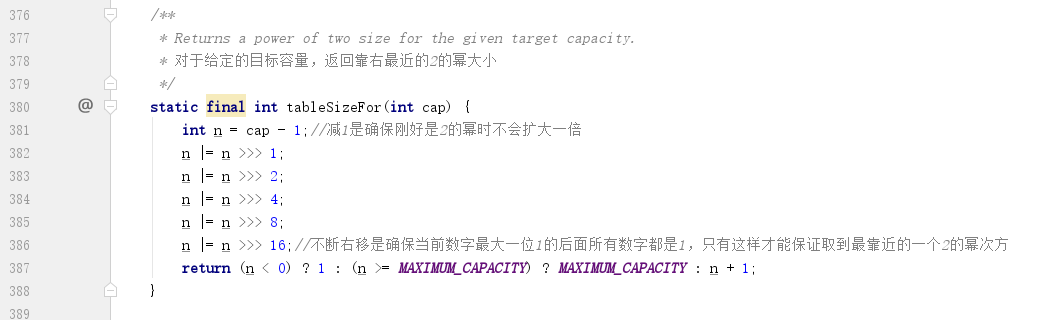 376 /**
377 * Returns a power of two size for the given target capacity.
378 * 对于给定的目标容量，返回靠右最近的2的幂大小
379 */
380 @ static final int tableSizeFor(int cap) {
381 int n = cap - 1;//减1是确保刚好是2的幂时不会扩大一倍
382 n |= n >>> 1;
383 n |= n >>> 2;
384 n |= n >>> 4;
385 n |= n >>> 8;
386 n |= n >>> 16;//不断右移是确保当前数字最大一位1的后面所有数字都是1，只有这样才能保证取到最靠近的一个2的幂次方
387 return (n < 0) ? 1 : (n >= MAXIMUM_CAPACITY) ? MAXIMUM_CAPACITY : n + 1;
388 }
389